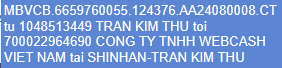 MBVCB.6659760055.124376.AA24080008.CT
tu 1048513449 TRAN KIM THU toi
700022964690 CONG TY TNHH WEBCASH
VIET NAM tai SHINHAN-TRAN KIM THU